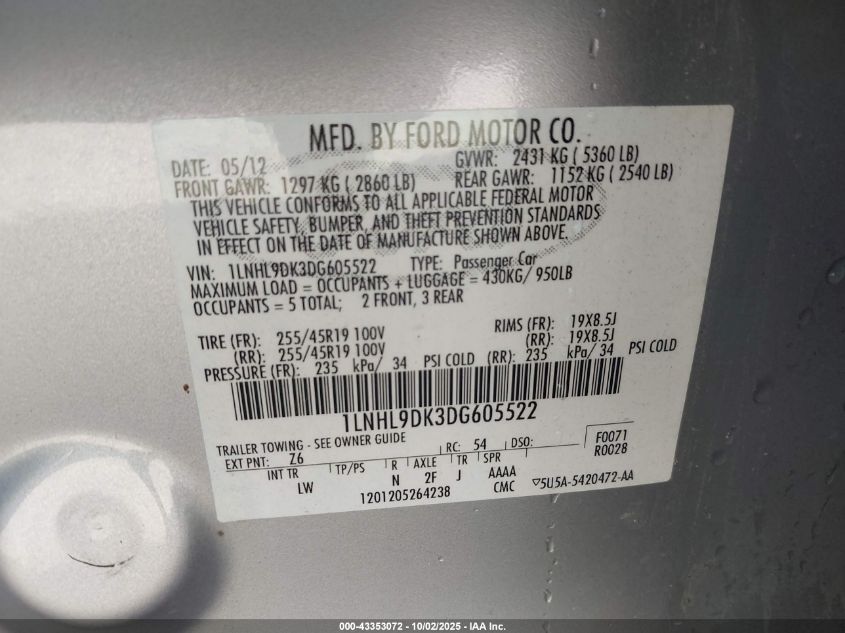 MFD. BY FORD MOTOR CO.
DATE: 05/12 GVWR: 2431 KG ( 5360 LB)
FRONT GAWR: 1297 KG ( 2860 LB) REAR GAWR: 1152 KG ( 2540 LB)
THIS VEHICLE CONFORMS TO ALL APPLICABLE FEDERAL MOTOR
VEHICLE SAFETY, BUMPER, AND THEFT PREVENTION STANDARDS
IN EFFECT ON THE DATE OF MANUFACTURE SHOWN ABOVE.
VIN: 1LNHL9DK3DG605522 TYPE: Passenger Car
MAXIMUM LOAD = OCCUPANTS + LUGGAGE = 430KG/ 950LB
OCCUPANTS = 5 TOTAL; 2 FRONT, 3 REAR
TIRE (FR): 255/45R19 100V RIMS (FR): 19X8.5J
(RR): 255/45R19 100V (RR): 19X8.5J
PRESSURE (FR): 235 kPa/ 34 PSI COLD (RR): 235 kPa/ 34 PSI COLD
1LNHL9DK3DG605522
TRAILER TOWING - SEE OWNER GUIDE
EXT PNT: Z6 RC: 54 DSO: F0071
R0028
INT TR TP/PS R AXLE TR SPR
LW N 2F J AAAA
1201205264238 CMC ▽5U5A-5420472-AA
000-43353072 - 10/02/2025 - IAA Inc.